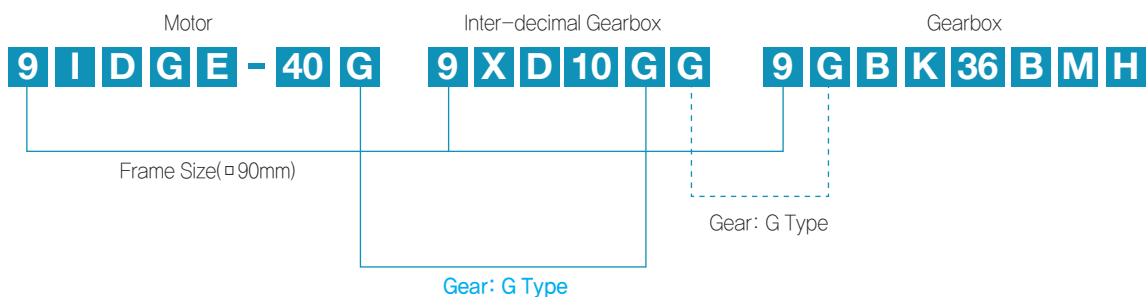 Motor Inter-decimal Gearbox Gearbox
9 I D G E - 40 G 9 X D 10 G G 9 G B K 36 B M H
Frame Size(□90mm)
Gear: G Type
Gear: G Type